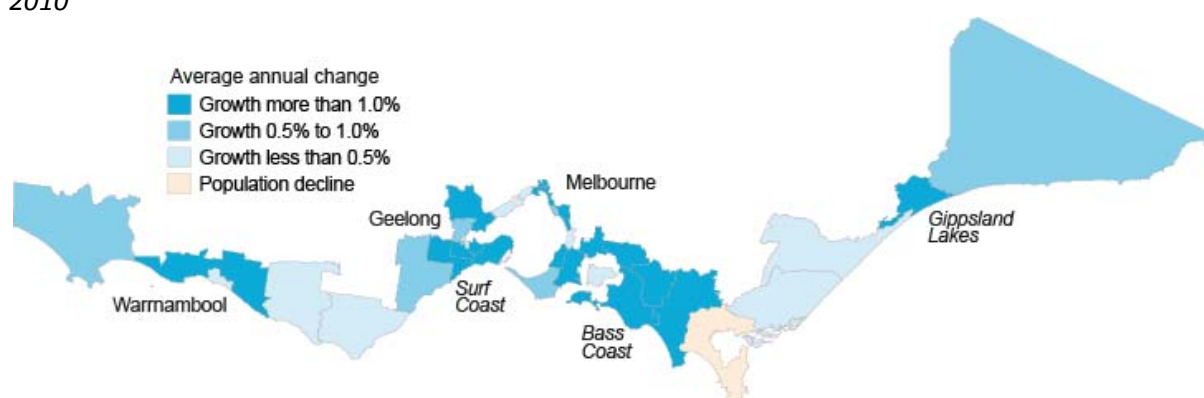 2010
Average annual change
Growth more than 1.0%
Growth 0.5% to 1.0%
Growth less than 0.5%
Population decline
Melbourne
Geelong
Gippsland
Lakes
Surf
Coast
Warrnambool
Bass
Coast